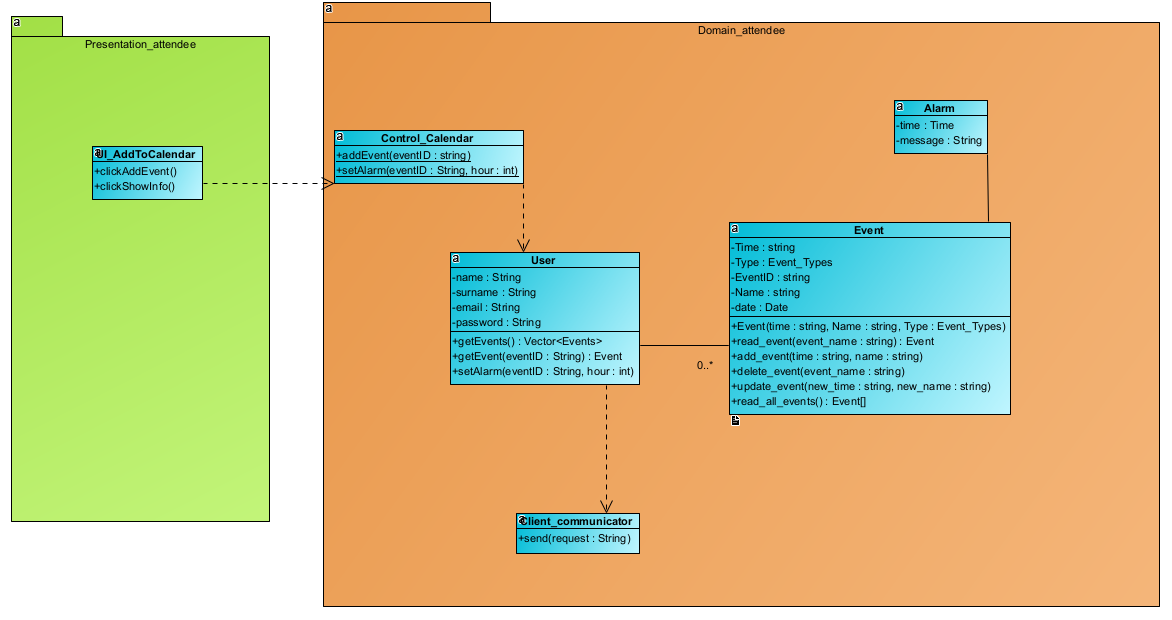 a
Presentation_attendee
a
UI_AddToCalendar
+clickAddEvent()
+clickShowInfo()
a
Domain_attendee
a
Control_Calendar
+addEvent(eventID : string)
+setAlarm(eventID : String, hour : int)
a
Alarm
-time : Time
-message : String
a
User
-name : String
-surname : String
-email : String
-password : String
+getEvents() : Vector<Events>
+getEvent(eventID : String) : Event
+setAlarm(eventID : String, hour : int)
0..*
a
Event
-Time : string
-Type : Event_Types
-EventID : string
-Name : string
-date : Date
+Event(time : string, Name : string, Type : Event_Types)
+read_event(event_name : string) : Event
+add_event(time : string, name : string)
+delete_event(event_name : string)
+update_event(new_time : string, new_name : string)
+read_all_events() : Event[]
a
Client_communicator
+send(request : String)